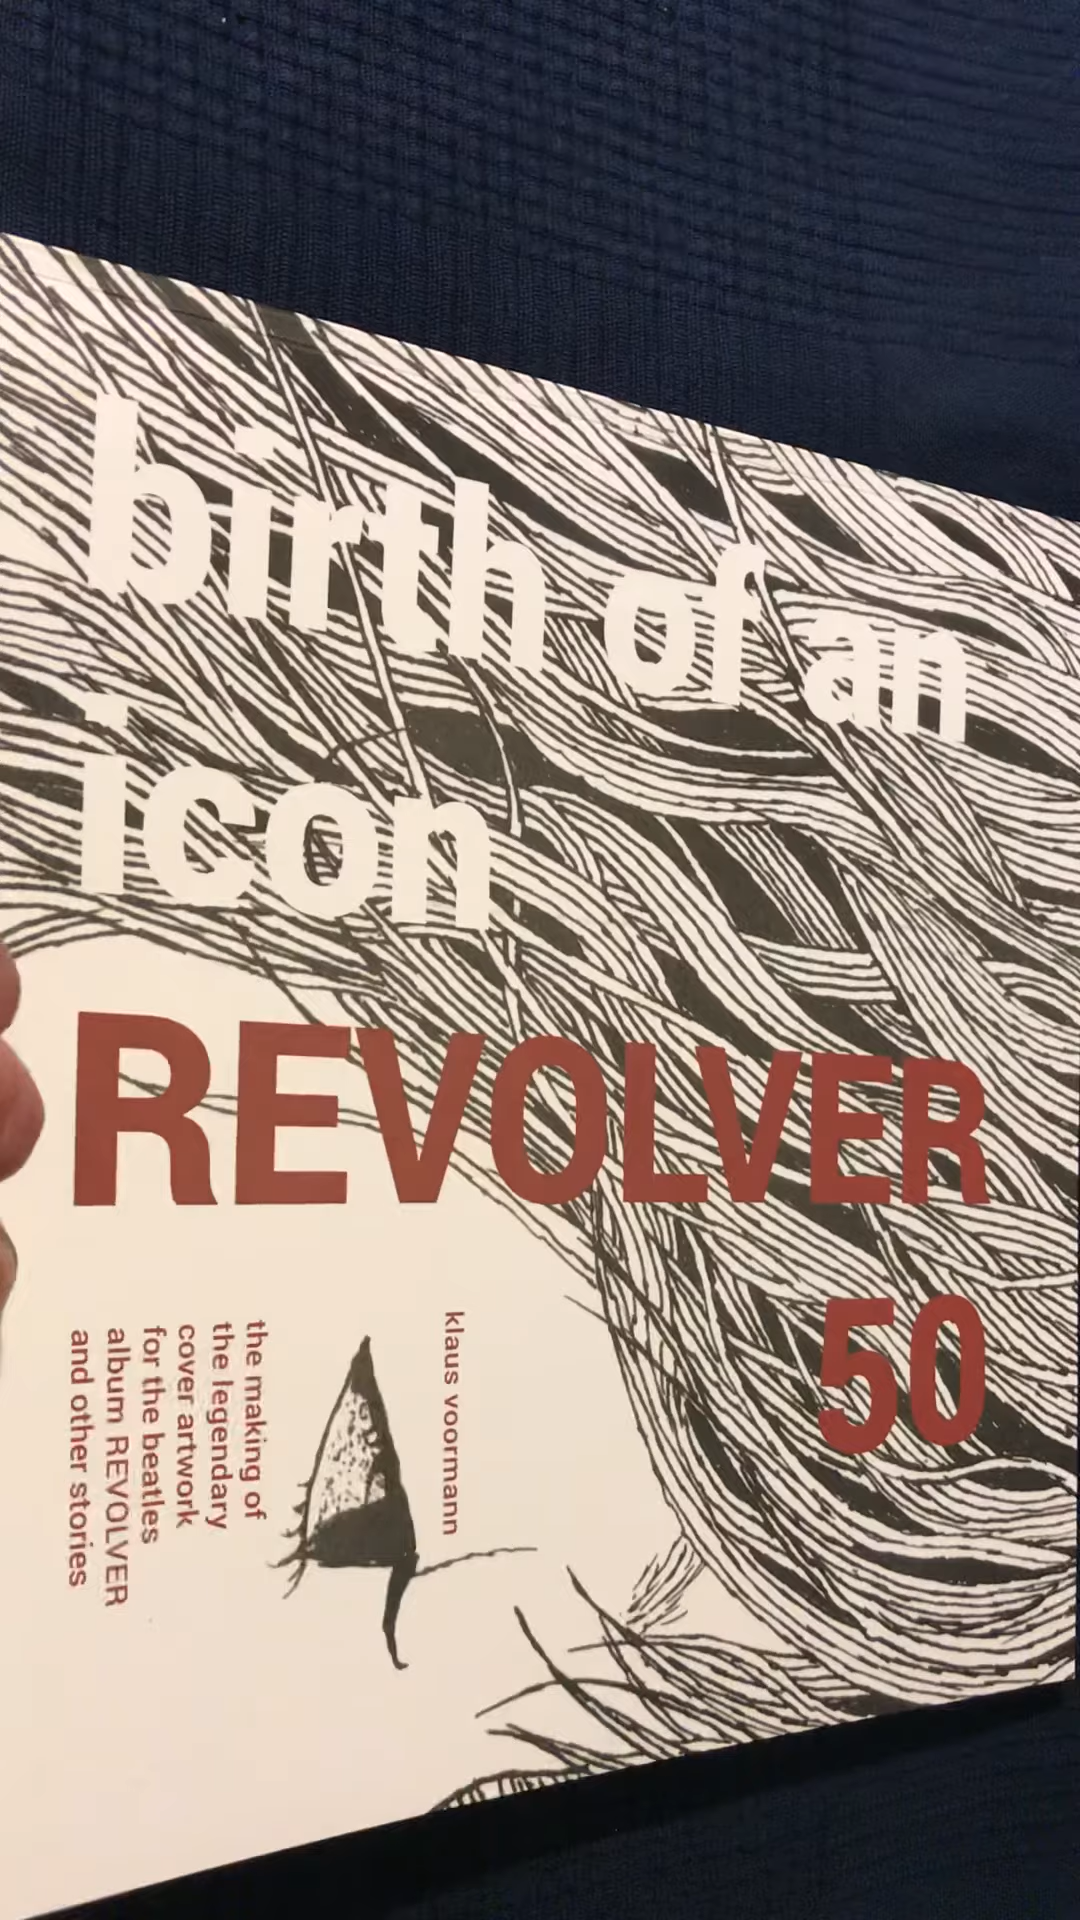 birth of an
icon
REVOLVER
50
klaus voormann
the making of
the legendary
cover artwork
for the beatles
album REVOLVER
and other stories